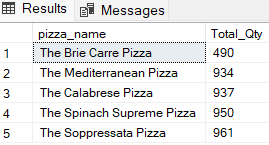 Results Messages
pizza_name Total_Qty
1 The Brie Carre Pizza 490
2 The Mediterranean Pizza 934
3 The Calabrese Pizza 937
4 The Spinach Supreme Pizza 950
5 The Soppressata Pizza 961